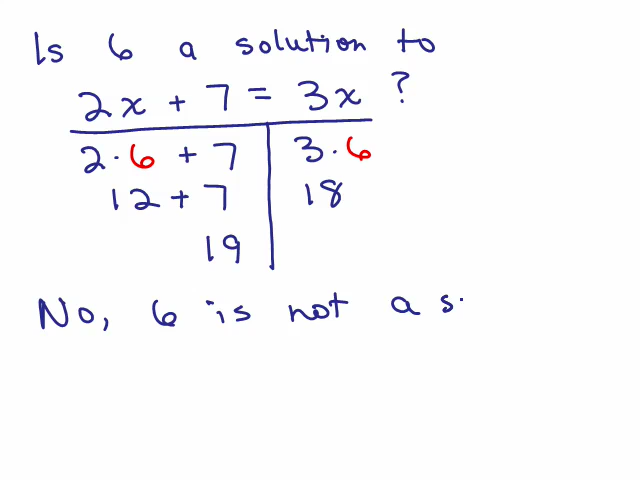 Is 6 a solution to
2x + 7 = 3x ?
2 · 6 + 7 3 · 6
12 + 7 18
19
No, 6 is not a s